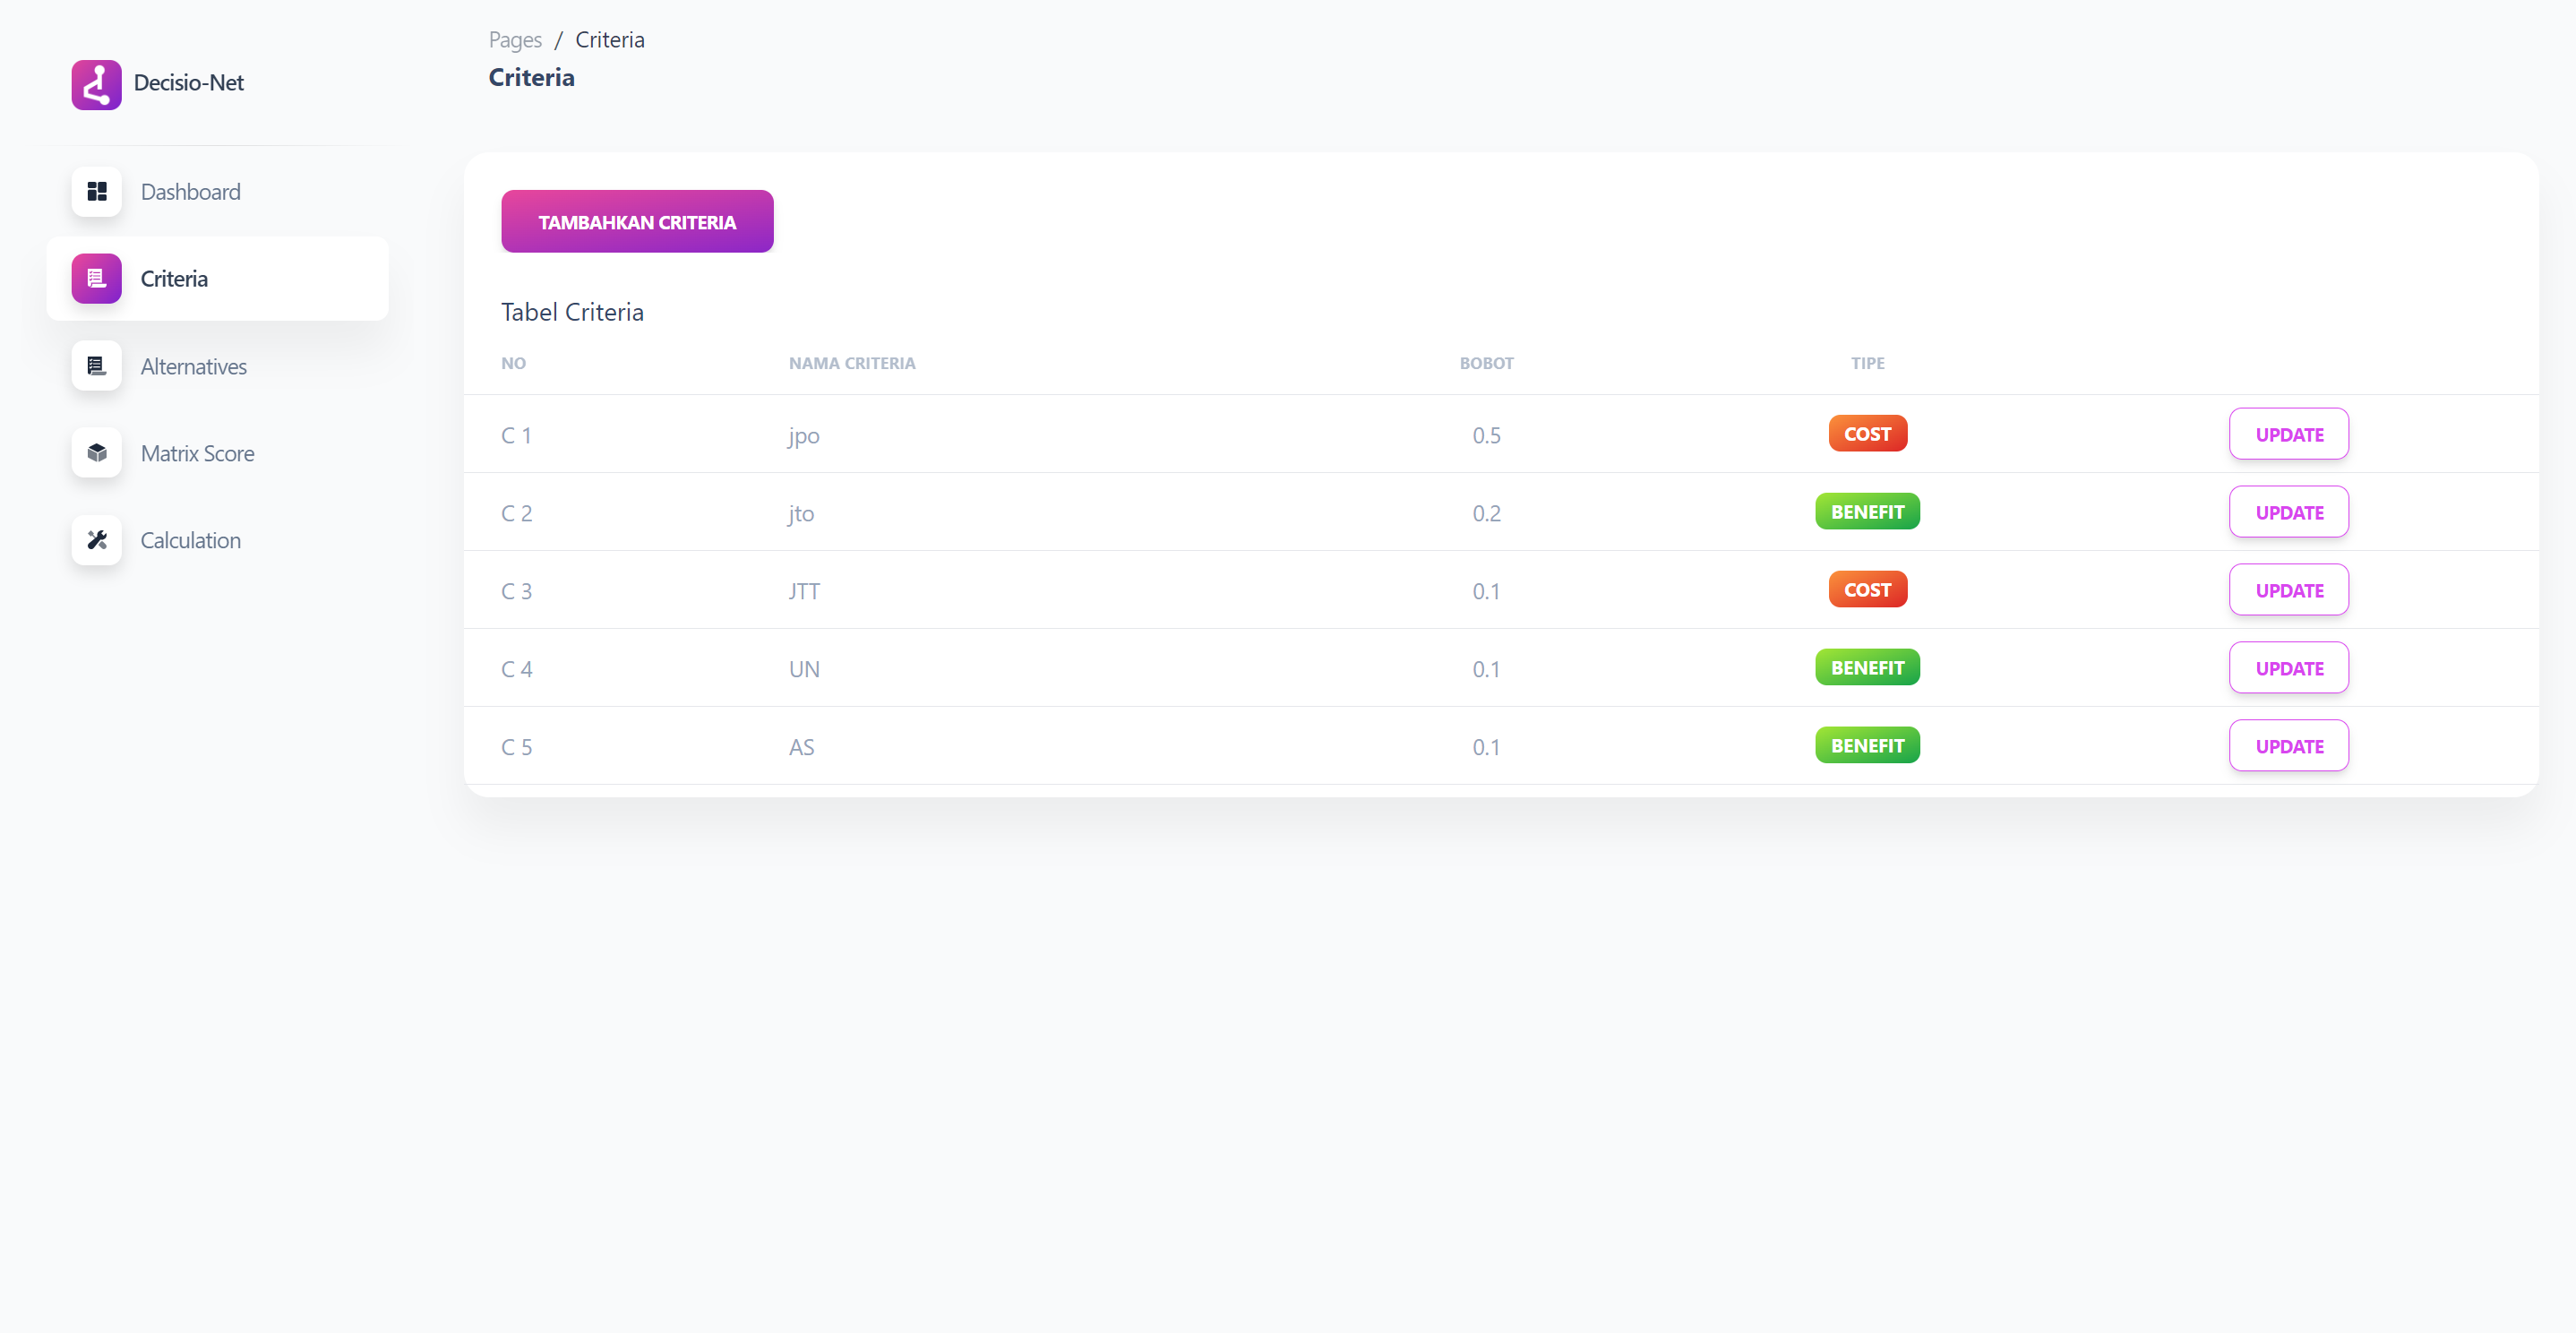 Decisio-Net
Dashboard
Criteria
Alternatives
Matrix Score
Calculation
Pages / Criteria
Criteria
TAMBAHKAN CRITERIA
Tabel Criteria
NO NAMA CRITERIA BOBOT TIPE
C 1 jpo 0.5 COST UPDATE
C 2 jto 0.2 BENEFIT UPDATE
C 3 JTT 0.1 COST UPDATE
C 4 UN 0.1 BENEFIT UPDATE
C 5 AS 0.1 BENEFIT UPDATE